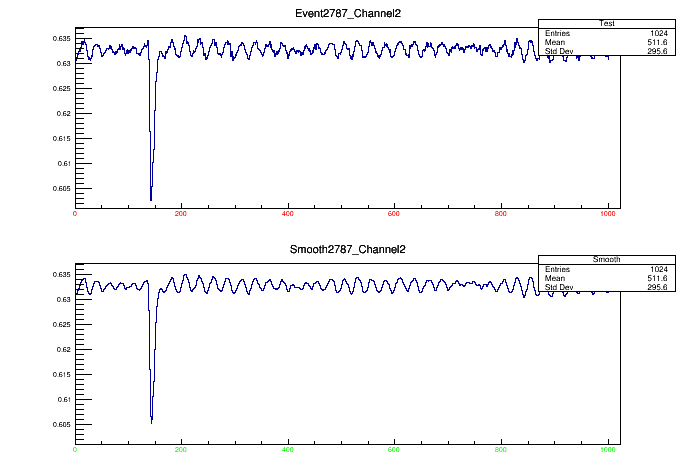 Event2787_Channel2
Test
Entries 1024
Mean 511.6
Std Dev 295.6
0.635
0.63
0.625
0.62
0.615
0.61
0.605
0 200 400 600 800 1000
Smooth2787_Channel2
Smooth
Entries 1024
Mean 511.6
Std Dev 295.6
0.635
0.63
0.625
0.62
0.615
0.61
0.605
0 200 400 600 800 1000